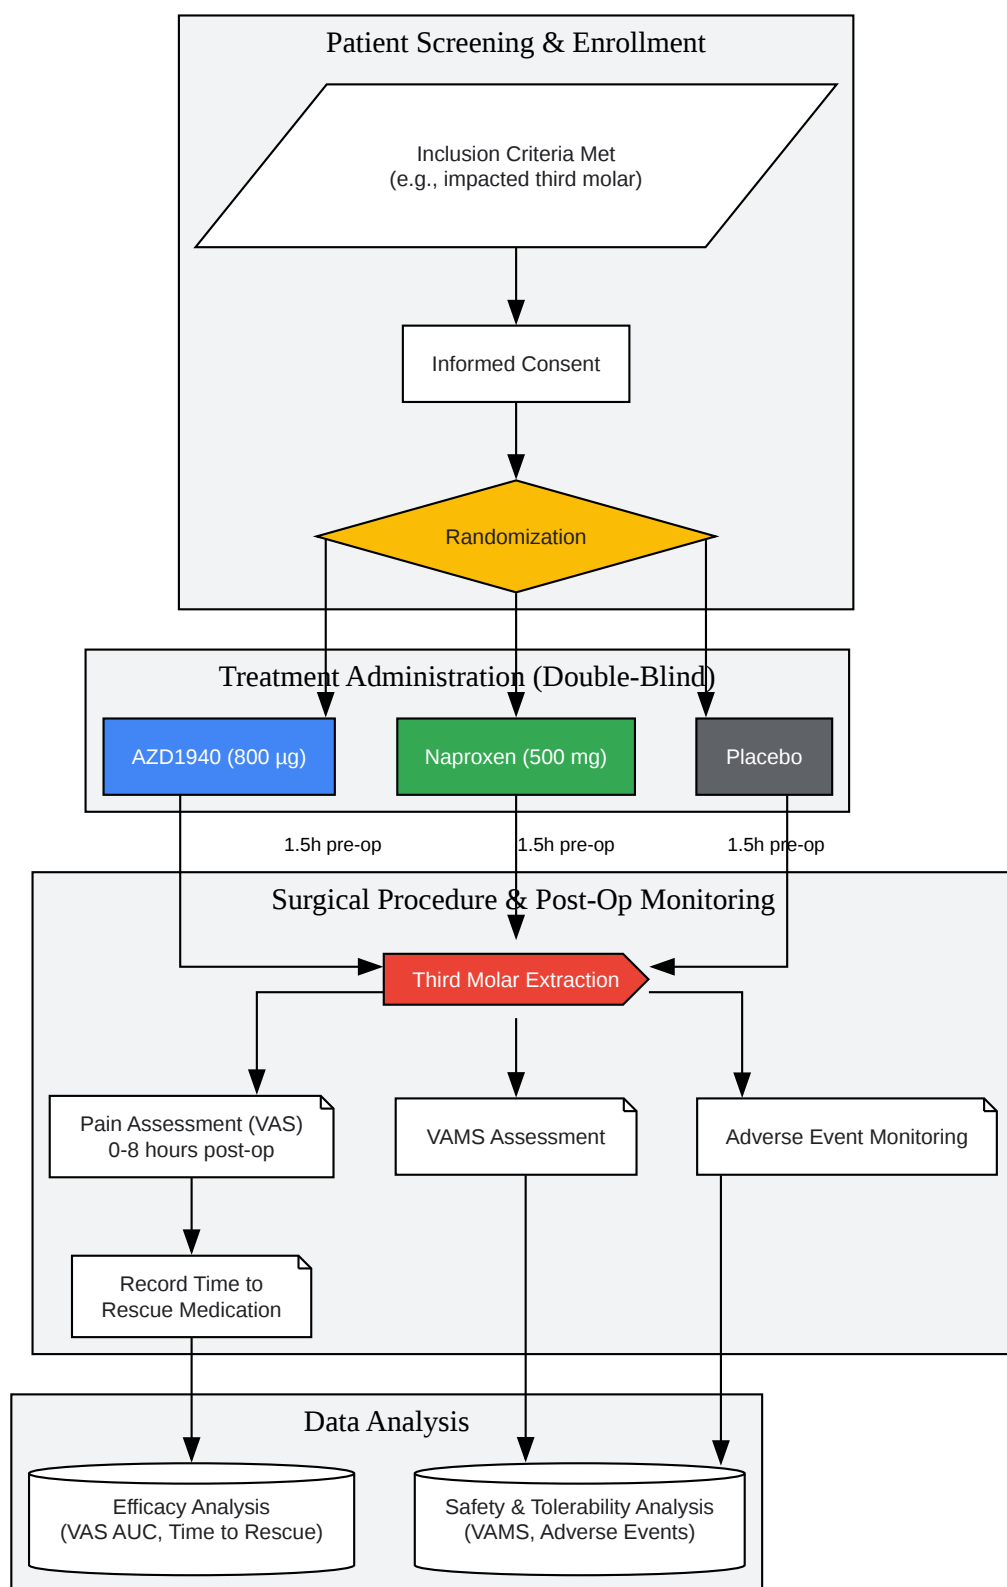 Patient Screening & Enrollment
Inclusion Criteria Met
(e.g., impacted third molar)
Informed Consent
Randomization
Treatment Administration (Double-Blind)
AZD1940 (800 µg)
Naproxen (500 mg)
Placebo
1.5h pre-op
1.5h pre-op
1.5h pre-op
Surgical Procedure & Post-Op Monitoring
Third Molar Extraction
Pain Assessment (VAS)
0-8 hours post-op
VAMS Assessment
Adverse Event Monitoring
Record Time to
Rescue Medication
Data Analysis
Efficacy Analysis
(VAS AUC, Time to Rescue)
Safety & Tolerability Analysis
(VAMS, Adverse Events)